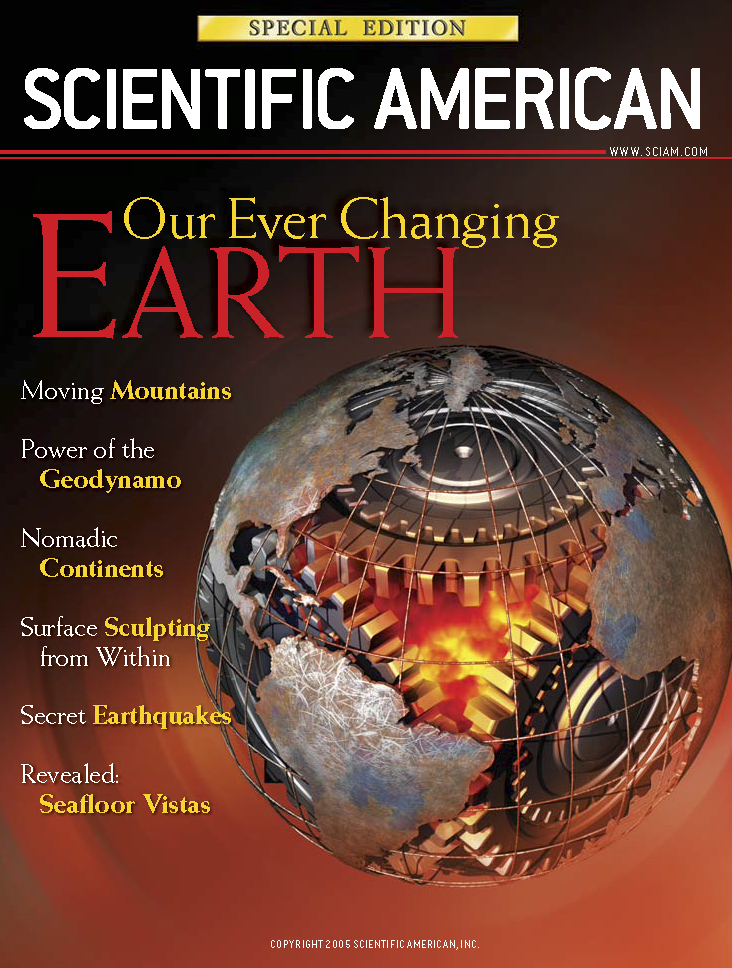 SPECIAL EDITION
SCIENTIFIC AMERICAN
WWW.SCIAM.COM
Our Ever Changing
EARTH
Moving Mountains
Power of the
Geodynamo
Nomadic
Continents
Surface Sculpting
from Within
Secret Earthquakes
Revealed:
Seafloor Vistas
COPYRIGHT 2005 SCIENTIFIC AMERICAN, INC.